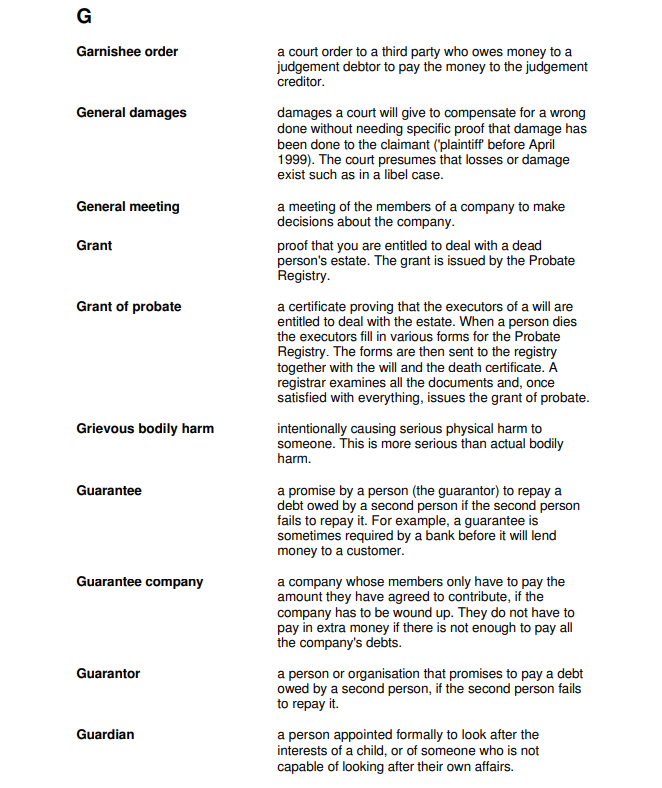 G
Garnishee order a court order to a third party who owes money to a
judgement debtor to pay the money to the judgement
creditor.
General damages damages a court will give to compensate for a wrong
done without needing specific proof that damage has
been done to the claimant ('plaintiff' before April
1999). The court presumes that losses or damage
exist such as in a libel case.
General meeting a meeting of the members of a company to make
decisions about the company.
Grant proof that you are entitled to deal with a dead
person's estate. The grant is issued by the Probate
Registry.
Grant of probate a certificate proving that the executors of a will are
entitled to deal with the estate. When a person dies
the executors fill in various forms for the Probate
Registry. The forms are then sent to the registry
together with the will and the death certificate. A
registrar examines all the documents and, once
satisfied with everything, issues the grant of probate.
Grievous bodily harm intentionally causing serious physical harm to
someone. This is more serious than actual bodily
harm.
Guarantee a promise by a person (the guarantor) to repay a
debt owed by a second person if the second person
fails to repay it. For example, a guarantee is
sometimes required by a bank before it will lend
money to a customer.
Guarantee company a company whose members only have to pay the
amount they have agreed to contribute, if the
company has to be wound up. They do not have to
pay in extra money if there is not enough to pay all
the company's debts.
Guarantor a person or organisation that promises to pay a debt
owed by a second person, if the second person fails
to repay it.
Guardian a person appointed formally to look after the
interests of a child, or of someone who is not
capable of looking after their own affairs.